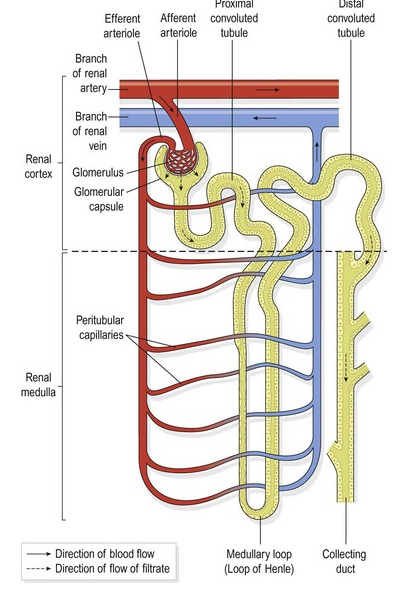 Efferent
arteriole
Afferent
arteriole
Proximal
convoluted
tubule
Distal
convoluted
tubule
Branch
of renal
artery
Branch
of renal
vein
Renal
cortex
Glomerulus
Glomerular
capsule
Peritubular
capillaries
Renal
medulla
Direction of blood flow
Direction of flow of filtrate
Medullary loop
(Loop of Henle)
Collecting
duct